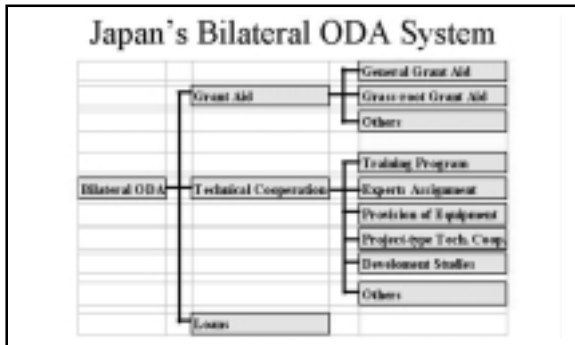 Japan's Bilateral ODA System
General Grant Aid
Grant Aid
Grass-root Grant Aid
Others
Training Program
Bilateral ODA
Technical Cooperation
Experts Assignment
Provision of Equipment
Project-type Tech. Coop.
Develoment Studies
Others
Loans